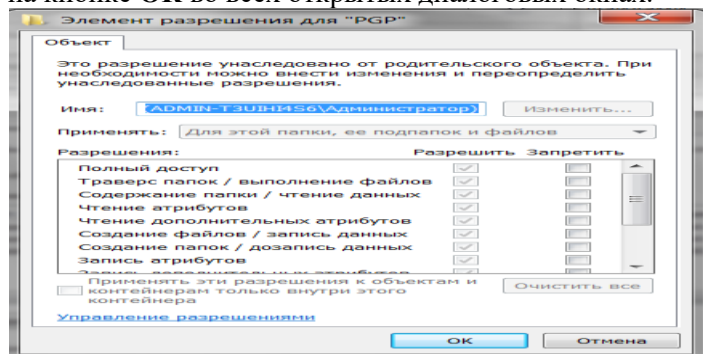 на кнопке ОК во всех открытых диалоговых окнах.
Элемент разрешения для "PGP"
Объект
Это разрешение унаследовано от родительского объекта. При
необходимости можно внести изменения и переопределить
унаследованные разрешения.
Имя: (ADMIN-T3UIHI4S6\Администратор) Изменить...
Применять: Для этой папки, ее подпапок и файлов
Разрешения: Разрешить Запретить
Полный доступ
Траверс папок / выполнение файлов
Содержание папки / чтение данных
Чтение атрибутов
Чтение дополнительных атрибутов
Создание файлов / запись данных
Создание папок / дозапись данных
Запись атрибутов
Запись дополнительных атрибутов
Применять эти разрешения к объектам и
контейнерам только внутри этого
контейнера
Очистить все
Управление разрешениями
ОК Отмена